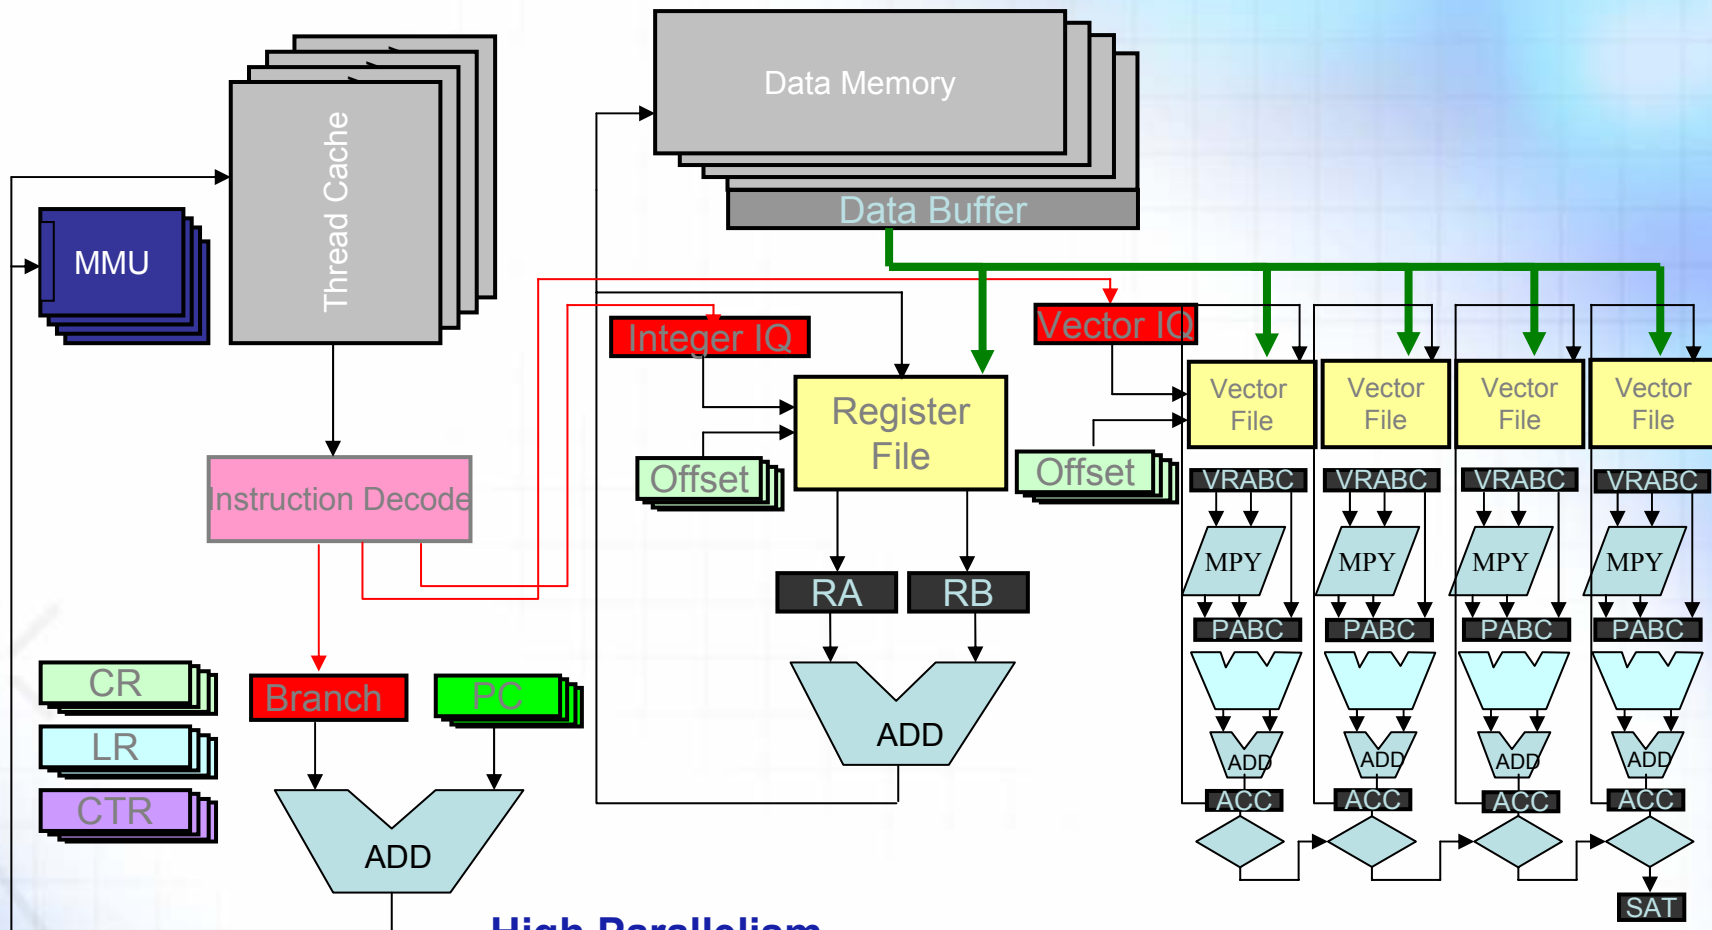 Data Memory
Thread Cache
Data Buffer
MMU
Integer IQ
Vector IQ
Register
File
Vector
File
Vector
File
Vector
File
Vector
File
Offset
Offset
Instruction Decode
VRABC
VRABC
VRABC
VRABC
MPY
MPY
MPY
MPY
RA
RB
PABC
PABC
PABC
PABC
CR
Branch
PC
LR
ADD
ADD
ADD
ADD
ADD
CTR
ACC
ACC
ACC
ACC
ADD
SAT
High Parallelism